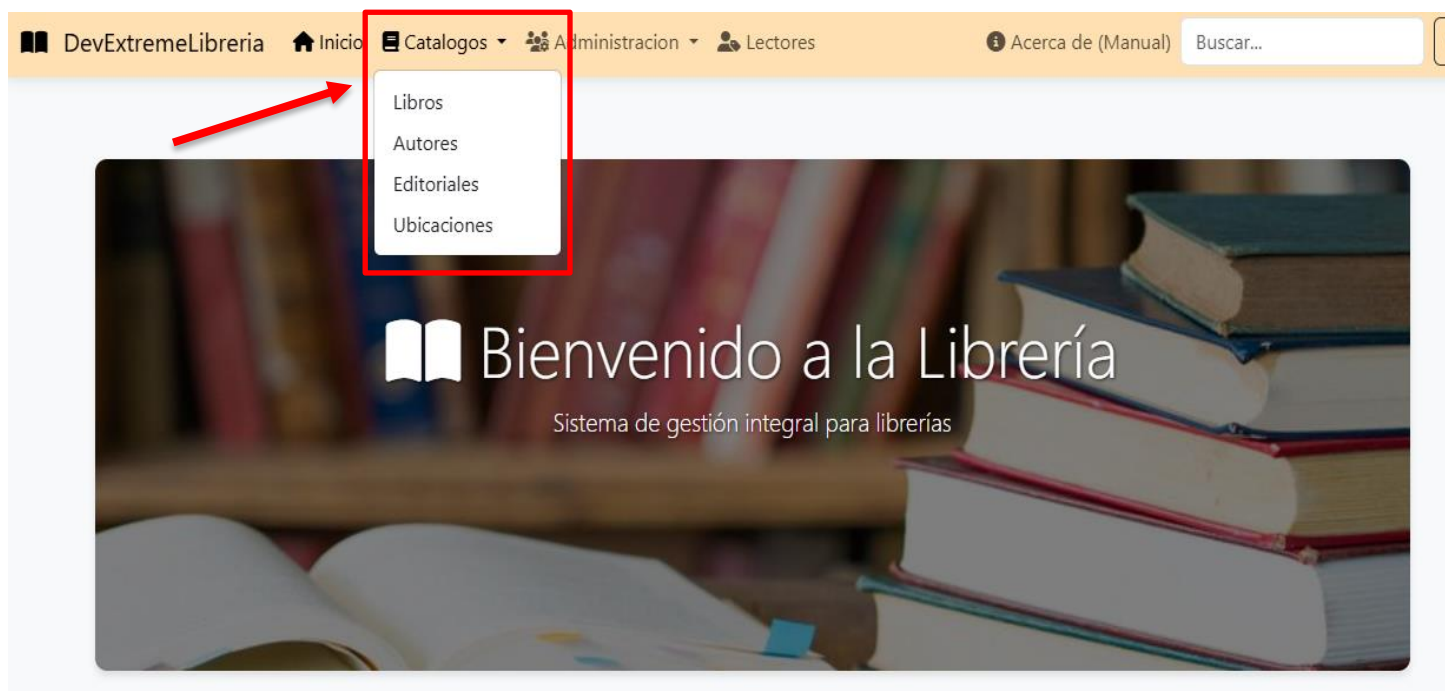 DevExtremeLibreria Inicio Catalogos Administracion Lectores Acerca de (Manual) Buscar...
Libros
Autores
Editoriales
Ubicaciones
Bienvenido a la Librería
Sistema de gestión integral para librerías